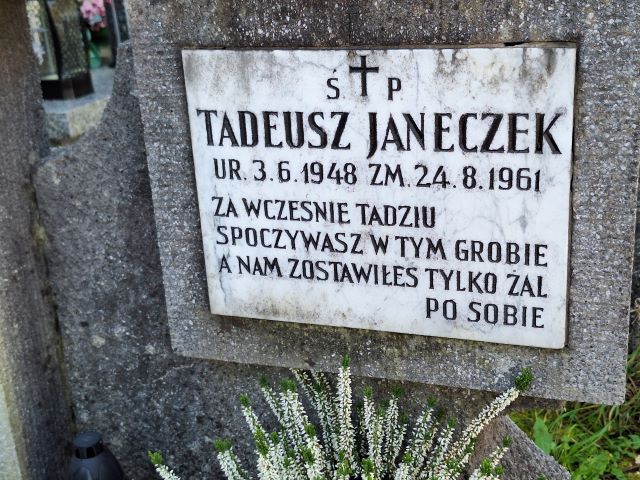 Ś P
TADEUSZ JANECZEK
UR. 3.6.1948 ZM. 24.8.1961
ZA WCZEŚNIE TADZIU
SPOCZYWASZ W TYM GROBIE
A NAM ZOSTAWIŁEŚ TYLKO ŻAL
PO SOBIE